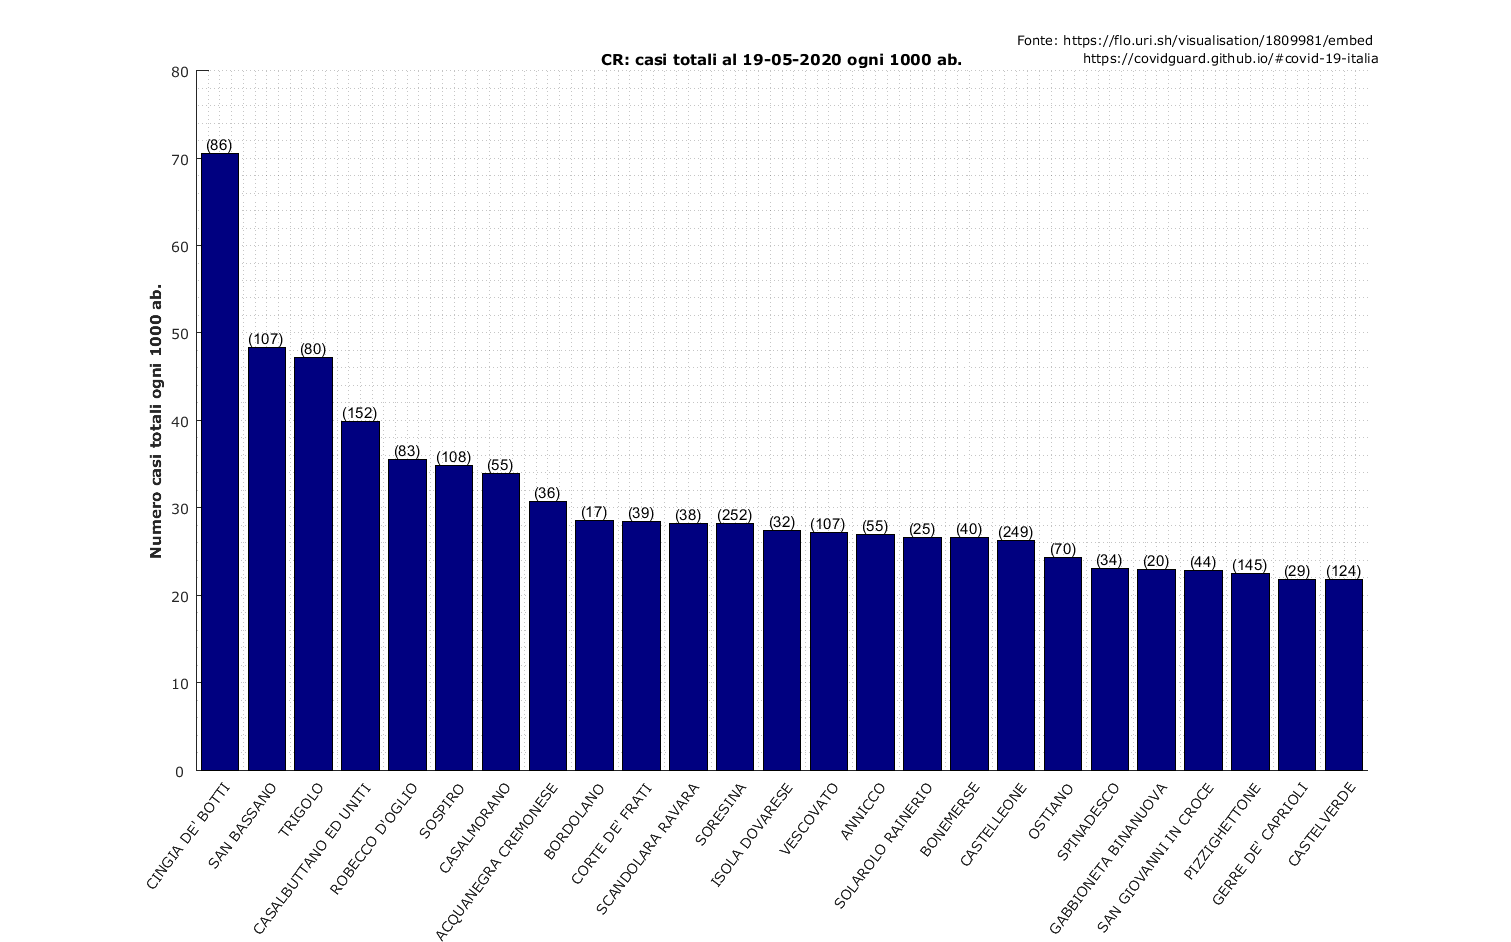 Fonte: https://flo.uri.sh/visualisation/1809981/embed
https://covidguard.github.io/#covid-19-italia
CR: casi totali al 19-05-2020 ogni 1000 ab.
Numero casi totali ogni 1000 ab.
80
70
60
50
40
30
20
10
0
(86)
(107)
(80)
(152)
(83)
(108)
(55)
(36)
(17)
(39)
(38)
(252)
(32)
(107)
(55)
(25)
(40)
(249)
(70)
(34)
(20)
(44)
(145)
(29)
(124)
CINGIA DE' BOTTI
SAN BASSANO
TRIGOLO
CASALBUTTANO ED UNITI
ROBECCO D'OGLIO
SOSPIRO
CASALMORANO
ACQUANEGRA CREMONESE
BORDOLANO
CORTE DE' FRATI
SCANDOLARA RAVARA
SORESINA
ISOLA DOVARESE
VESCOVATO
ANNICCO
SOLAROLO RAINERIO
BONEMERSE
CASTELLEONE
OSTIANO
SPINADESCO
GABBIONETA BINANUOVA
SAN GIOVANNI IN CROCE
PIZZIGHETTONE
GERRE DE' CAPRIOLI
CASTELVERDE